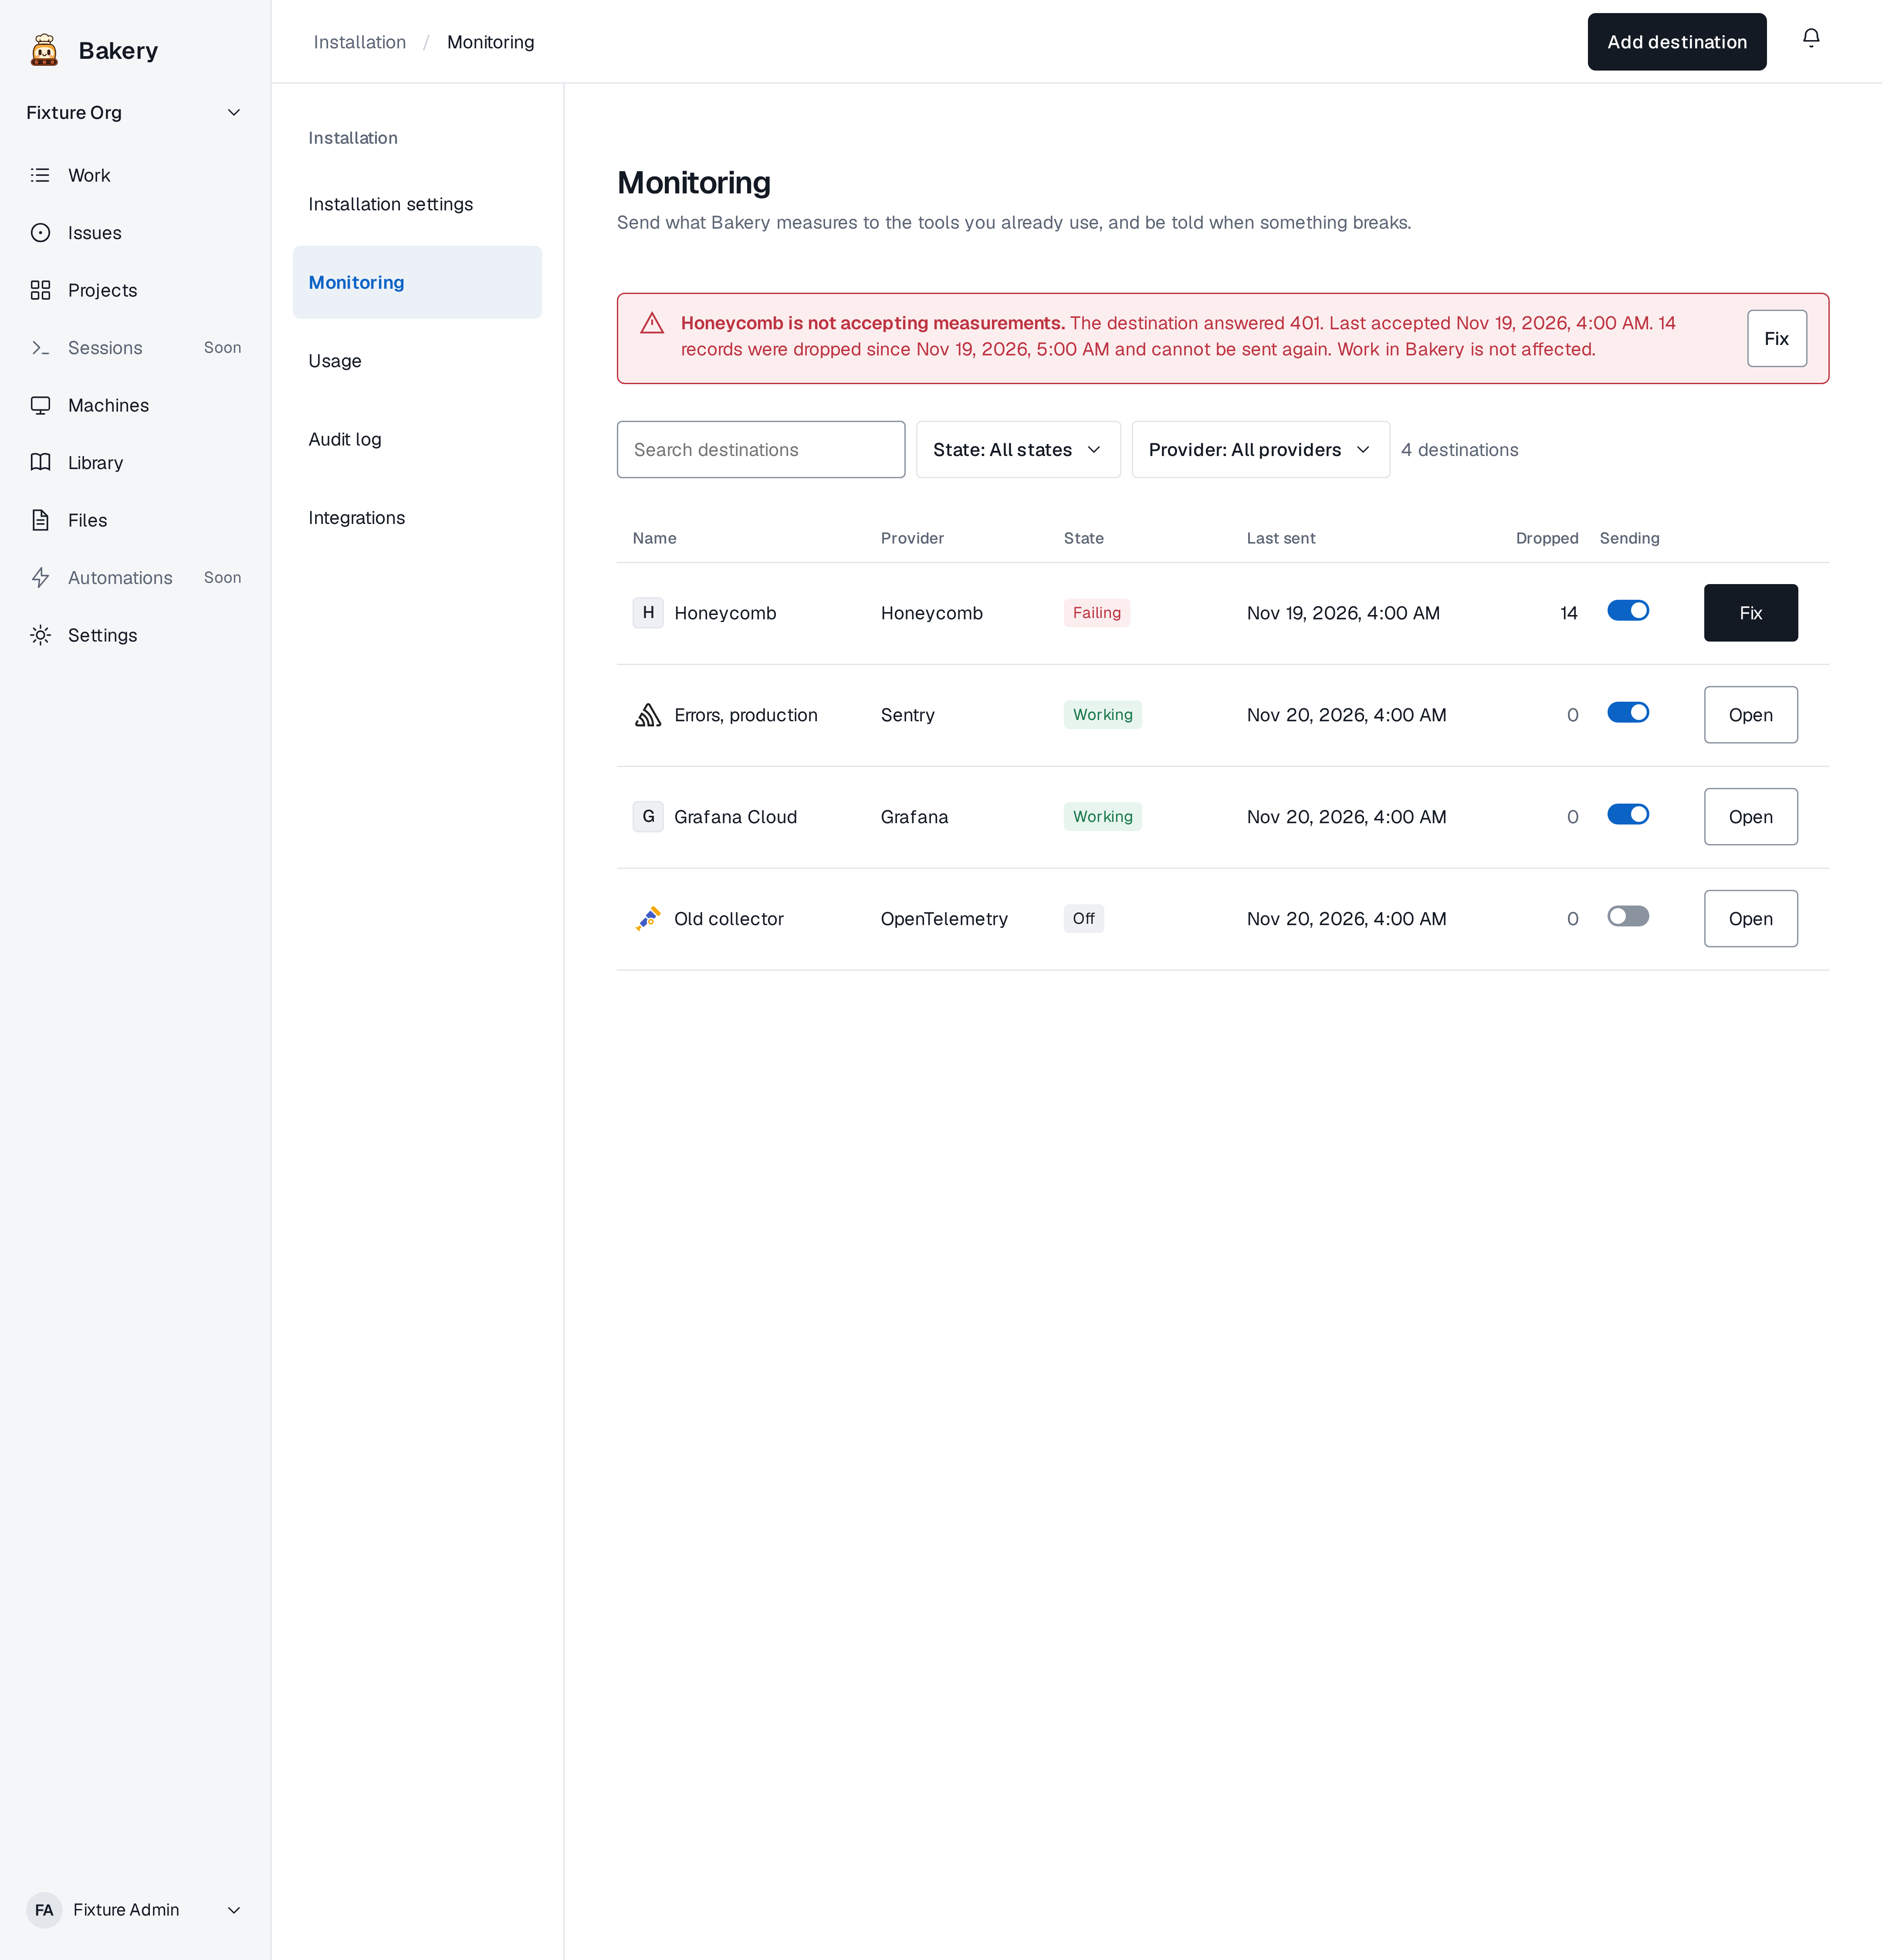 Bakery
Fixture Org
Work
Issues
Projects
Sessions Soon
Machines
Library
Files
Automations Soon
Settings
FA Fixture Admin
Installation / Monitoring
Add destination
Installation
Installation settings
Monitoring
Usage
Audit log
Integrations
Monitoring
Send what Bakery measures to the tools you already use, and be told when something breaks.
Honeycomb is not accepting measurements. The destination answered 401. Last accepted Nov 19, 2026, 4:00 AM. 14
records were dropped since Nov 19, 2026, 5:00 AM and cannot be sent again. Work in Bakery is not affected.
Fix
Search destinations State: All states Provider: All providers 4 destinations
Name Provider State Last sent Dropped Sending
H Honeycomb Honeycomb Failing Nov 19, 2026, 4:00 AM 14 Fix
Errors, production Sentry Working Nov 20, 2026, 4:00 AM 0 Open
G Grafana Cloud Grafana Working Nov 20, 2026, 4:00 AM 0 Open
Old collector OpenTelemetry Off Nov 20, 2026, 4:00 AM 0 Open